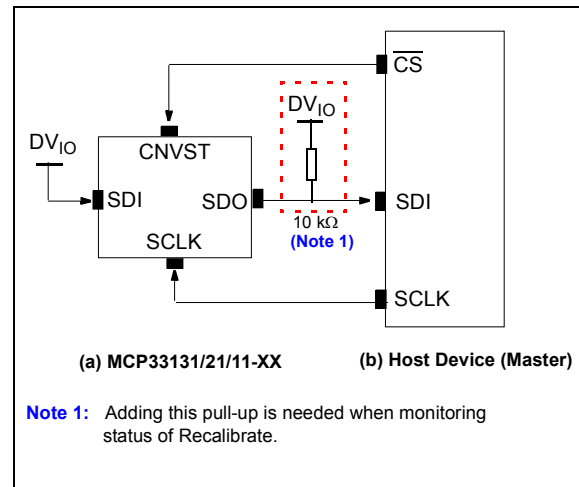 CS
DVIO
DVIO
CNVST
SDI
SDO
SDI
10 kΩ
SCLK
(Note 1)
SCLK
(a) MCP33131/21/11-XX
(b) Host Device (Master)
Note 1: Adding this pull-up is needed when monitoring
status of Recalibrate.